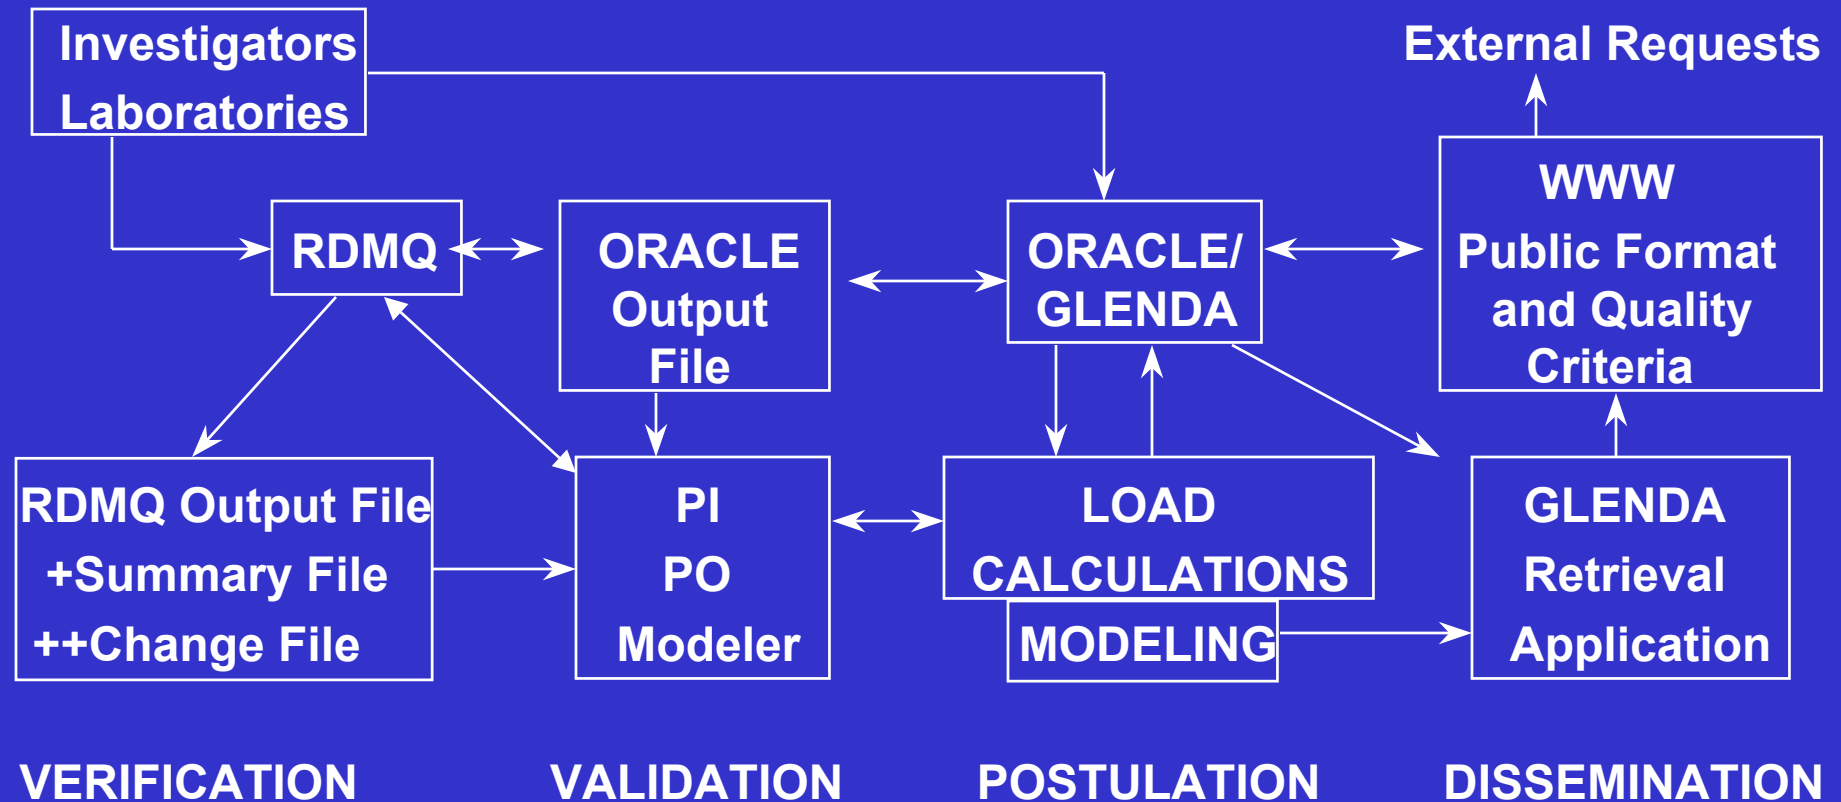 Investigators
Laboratories
External Requests
RDMQ
ORACLE
Output
File
ORACLE/
GLENDA
WWW
Public Format
and Quality
Criteria
RDMQ Output File
+Summary File
++Change File
PI
PO
Modeler
LOAD
CALCULATIONS
MODELING
GLENDA
Retrieval
Application
VERIFICATION
VALIDATION
POSTULATION
DISSEMINATION